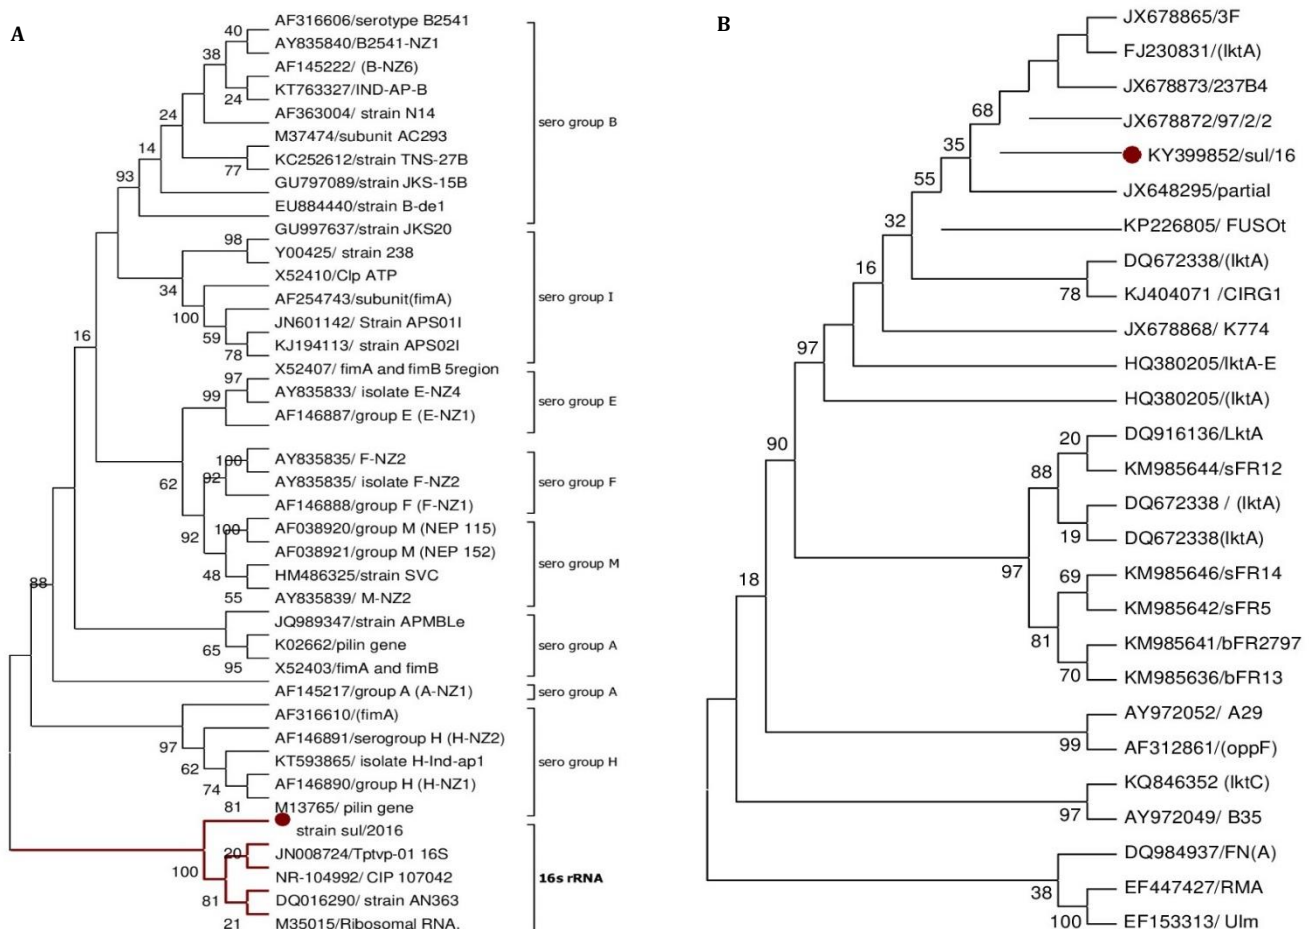 A
AF316606/serotype B2541
40
AY835840/B2541-NZ1
38
AF145222/ (B-NZ6)
KT763327/IND-AP-B
24
24
AF363004/ strain N14
sero group B
M37474/subunit AC293
14
KC252612/strain TNS-27B
77
93
GU797089/strain JKS-15B
EU884440/strain B-de1
GU997637/strain JKS20
98
Y00425/ strain 238
X52410/Clp ATP
34
AF254743/subunit(fimA)
sero group I
100
JN601142/ Strain APS01I
16
59
KJ194113/ strain APS02I
78
X52407/ fimA and fimB 5region
97
AY835833/ isolate E-NZ4
99
sero group E
AF146887/group E (E-NZ1)
100
AY835835/ F-NZ2
92
AY835835/ isolate F-NZ2
62
sero group F
AF146888/group F (F-NZ1)
100
AF038920/group M (NEP 115)
92
AF038921/group M (NEP 152)
sero group M
48
HM486325/strain SVC
88
55
AY835839/ M-NZ2
JQ989347/strain APMBLe
K02662/pilin gene
sero group A
65
95
X52403/fimA and fimB
AF145217/group A (A-NZ1)
sero group A
AF316610/(fimA)
AF146891/serogroup H (H-NZ2)
97
KT593865/ isolate H-Ind-ap1
sero group H
62
AF146890/group H (H-NZ1)
74
81
M13765/ pilin gene
strain sul/2016
20
JN008724/Tptvp-01 16S
100
NR-104992/ CIP 107042
16s rRNA
81
DQ016290/ strain AN363
21
M35015/Ribosomal RNA.
B
JX678865/3F
FJ230831/(lktA)
JX678873/237B4
68
JX678872/97/2/2
35
KY399852/sul/16
55
JX648295/partial
32
KP226805/ FUSOt
DQ672338/(lktA)
16
78
KJ404071 /CIRG1
JX678868/ K774
97
HQ380205/lktA-E
HQ380205/(lktA)
90
20
DQ916136/LktA
88
KM985644/sFR12
DQ672338 / (lktA)
19
DQ672338(lktA)
97
18
69
KM985646/sFR14
KM985642/sFR5
81
KM985641/bFR2797
70
KM985636/bFR13
AY972052/ A29
99
AF312861/(oppF)
KQ846352 (lktC)
97
AY972049/ B35
DQ984937/FN(A)
38
EF447427/RMA
100
EF153313/ Ulm